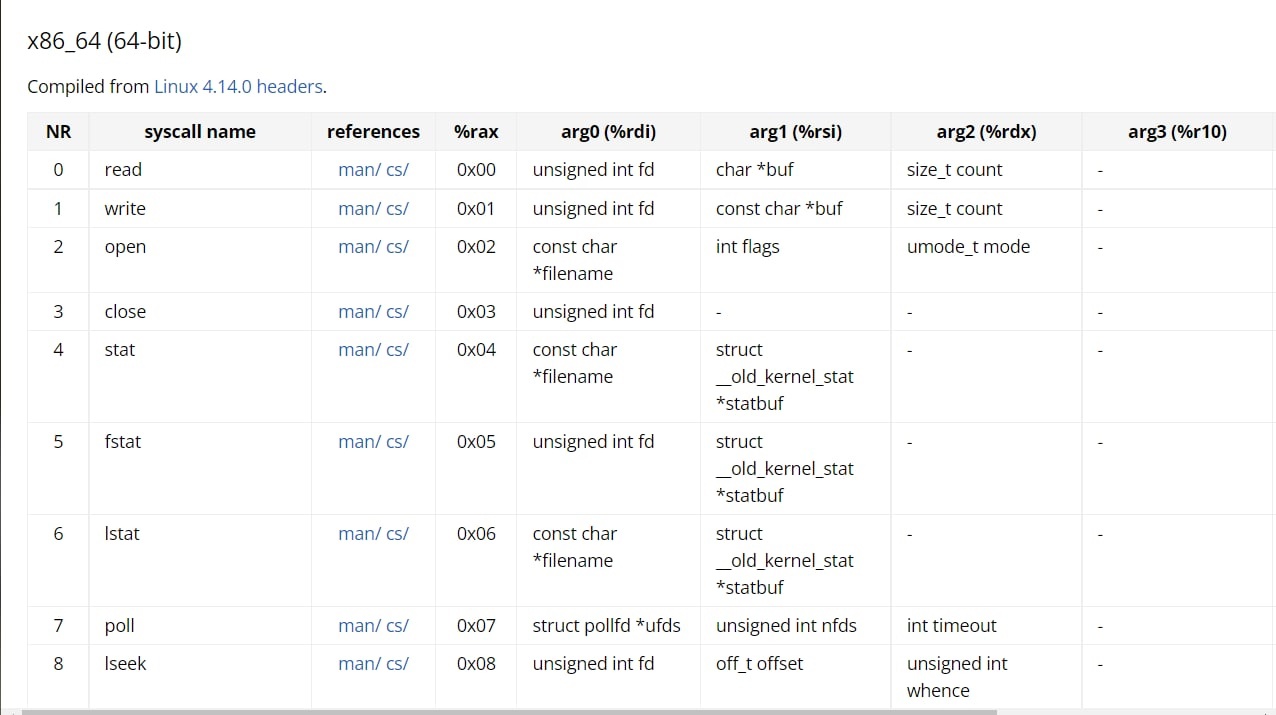 x86_64 (64-bit)
Compiled from Linux 4.14.0 headers.
NR syscall name references %rax arg0 (%rdi) arg1 (%rsi) arg2 (%rdx) arg3 (%r10)
0 read man/ cs/ 0x00 unsigned int fd char *buf size_t count -
1 write man/ cs/ 0x01 unsigned int fd const char *buf size_t count -
2 open man/ cs/ 0x02 const char int flags umode_t mode -
*filename
3 close man/ cs/ 0x03 unsigned int fd - - -
4 stat man/ cs/ 0x04 const char struct - -
*filename __old_kernel_stat
*statbuf
5 fstat man/ cs/ 0x05 unsigned int fd struct - -
__old_kernel_stat
*statbuf
6 lstat man/ cs/ 0x06 const char struct - -
*filename __old_kernel_stat
*statbuf
7 poll man/ cs/ 0x07 struct pollfd *ufds unsigned int nfds int timeout -
8 lseek man/ cs/ 0x08 unsigned int fd off_t offset unsigned int -
whence